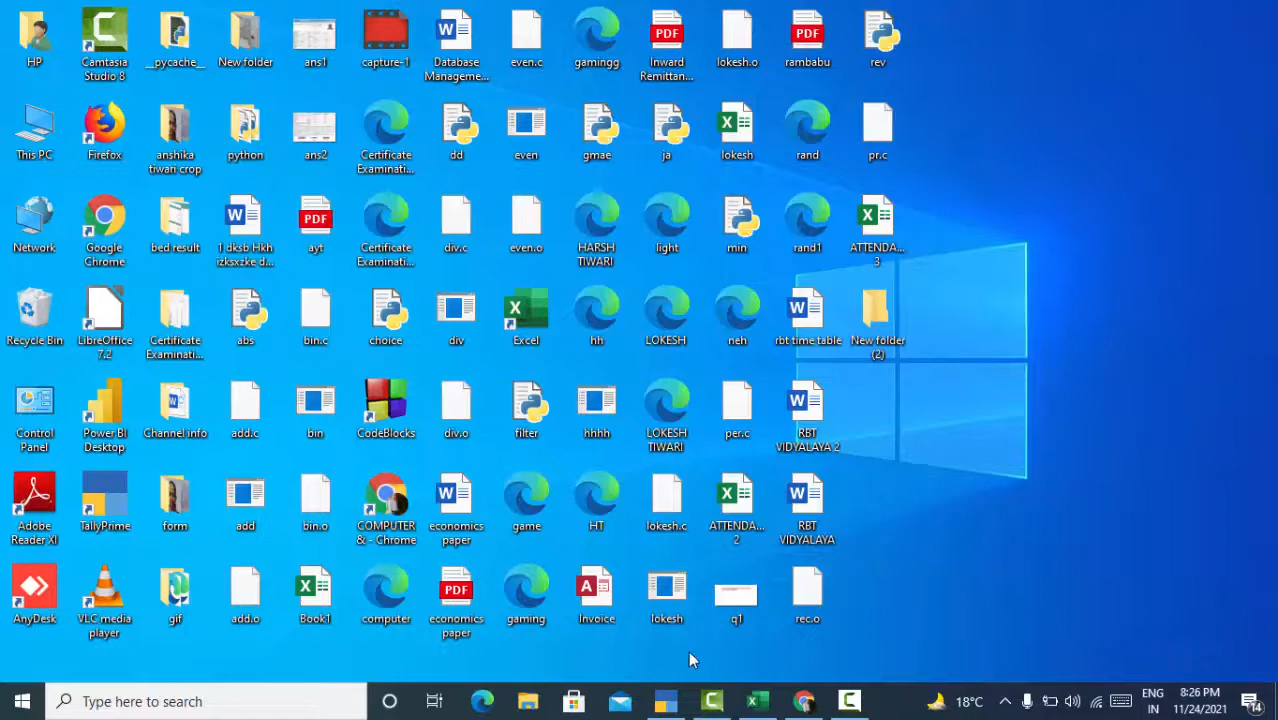 HP
Camtasia
Studio 8
__pycache__
New folder
ans1
capture-1
Database
Manageme...
even.c
gamingg
Inward
Remittan...
lokesh.o
rambabu
rev
This PC
Firefox
anshika
tiwari crop
python
ans2
Certificate
Examinati...
dd
even
gmae
ja
lokesh
rand
pr.c
Network
Google
Chrome
bed result
1 dksb Hkh
izksxzke d...
ayt
Certificate
Examinati...
div.c
even.o
HARSH
TIWARI
light
min
rand1
ATTENDA...
3
Recycle Bin
LibreOffice
7.2
Certificate
Examinati...
abs
bin.c
choice
div
Excel
hh
LOKESH
neh
rbt time table
New folder
(2)
Control
Panel
Power BI
Desktop
Channel info
add.c
bin
CodeBlocks
div.o
filter
hhhh
LOKESH
TIWARI
per.c
RBT
VIDYALAYA 2
Adobe
Reader XI
TallyPrime
form
add
bin.o
COMPUTER
& - Chrome
economics
paper
game
HT
lokesh.c
ATTENDA...
2
RBT
VIDYALAYA
AnyDesk
VLC media
player
gif
add.o
Book1
computer
economics
paper
gaming
Invoice
lokesh
q1
rec.o
Type here to search
18°C
ENG
IN
8:26 PM
11/24/2021
14